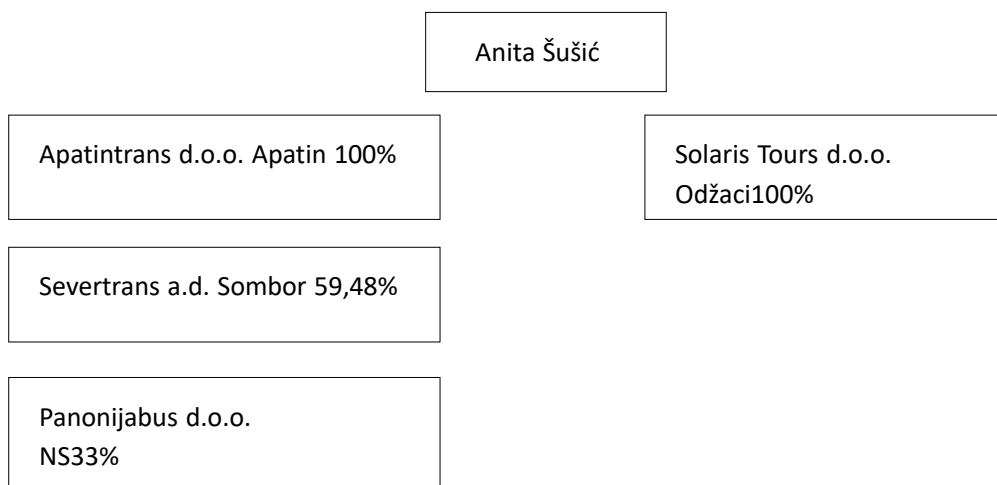 Anita Šušić
Apatintrans d.o.o. Apatin 100%
Solaris Tours d.o.o.
Odžaci100%
Severtrans a.d. Sombor 59,48%
Panonijabus d.o.o.
NS33%